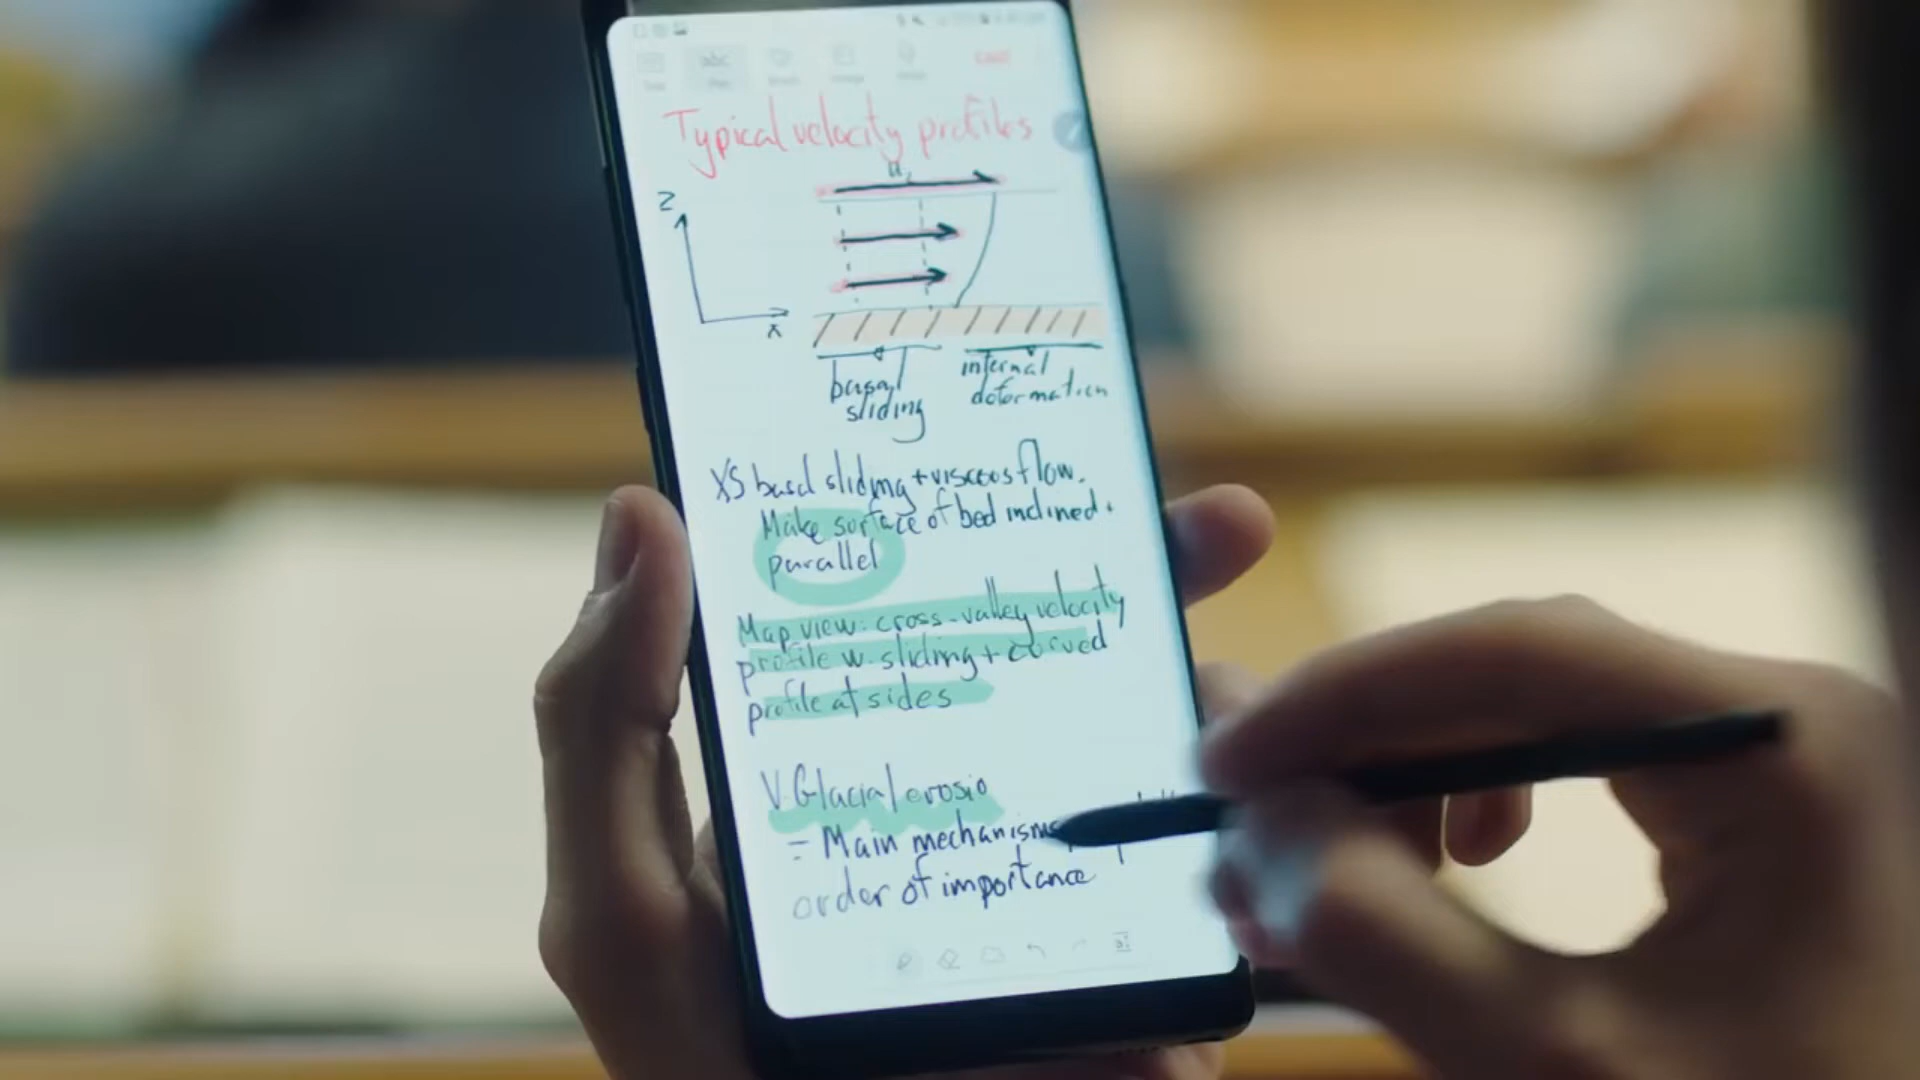 abc
Typical velocity profiles
u
z
x
basal
sliding
internal
deformation
XS basal sliding + viscous flow.
Make surface of bed inclined +
parallel
Map view: cross-valley velocity
profile w. sliding + curved
profile at sides
V. Glacial erosio
= Main mechanisms
order of importance